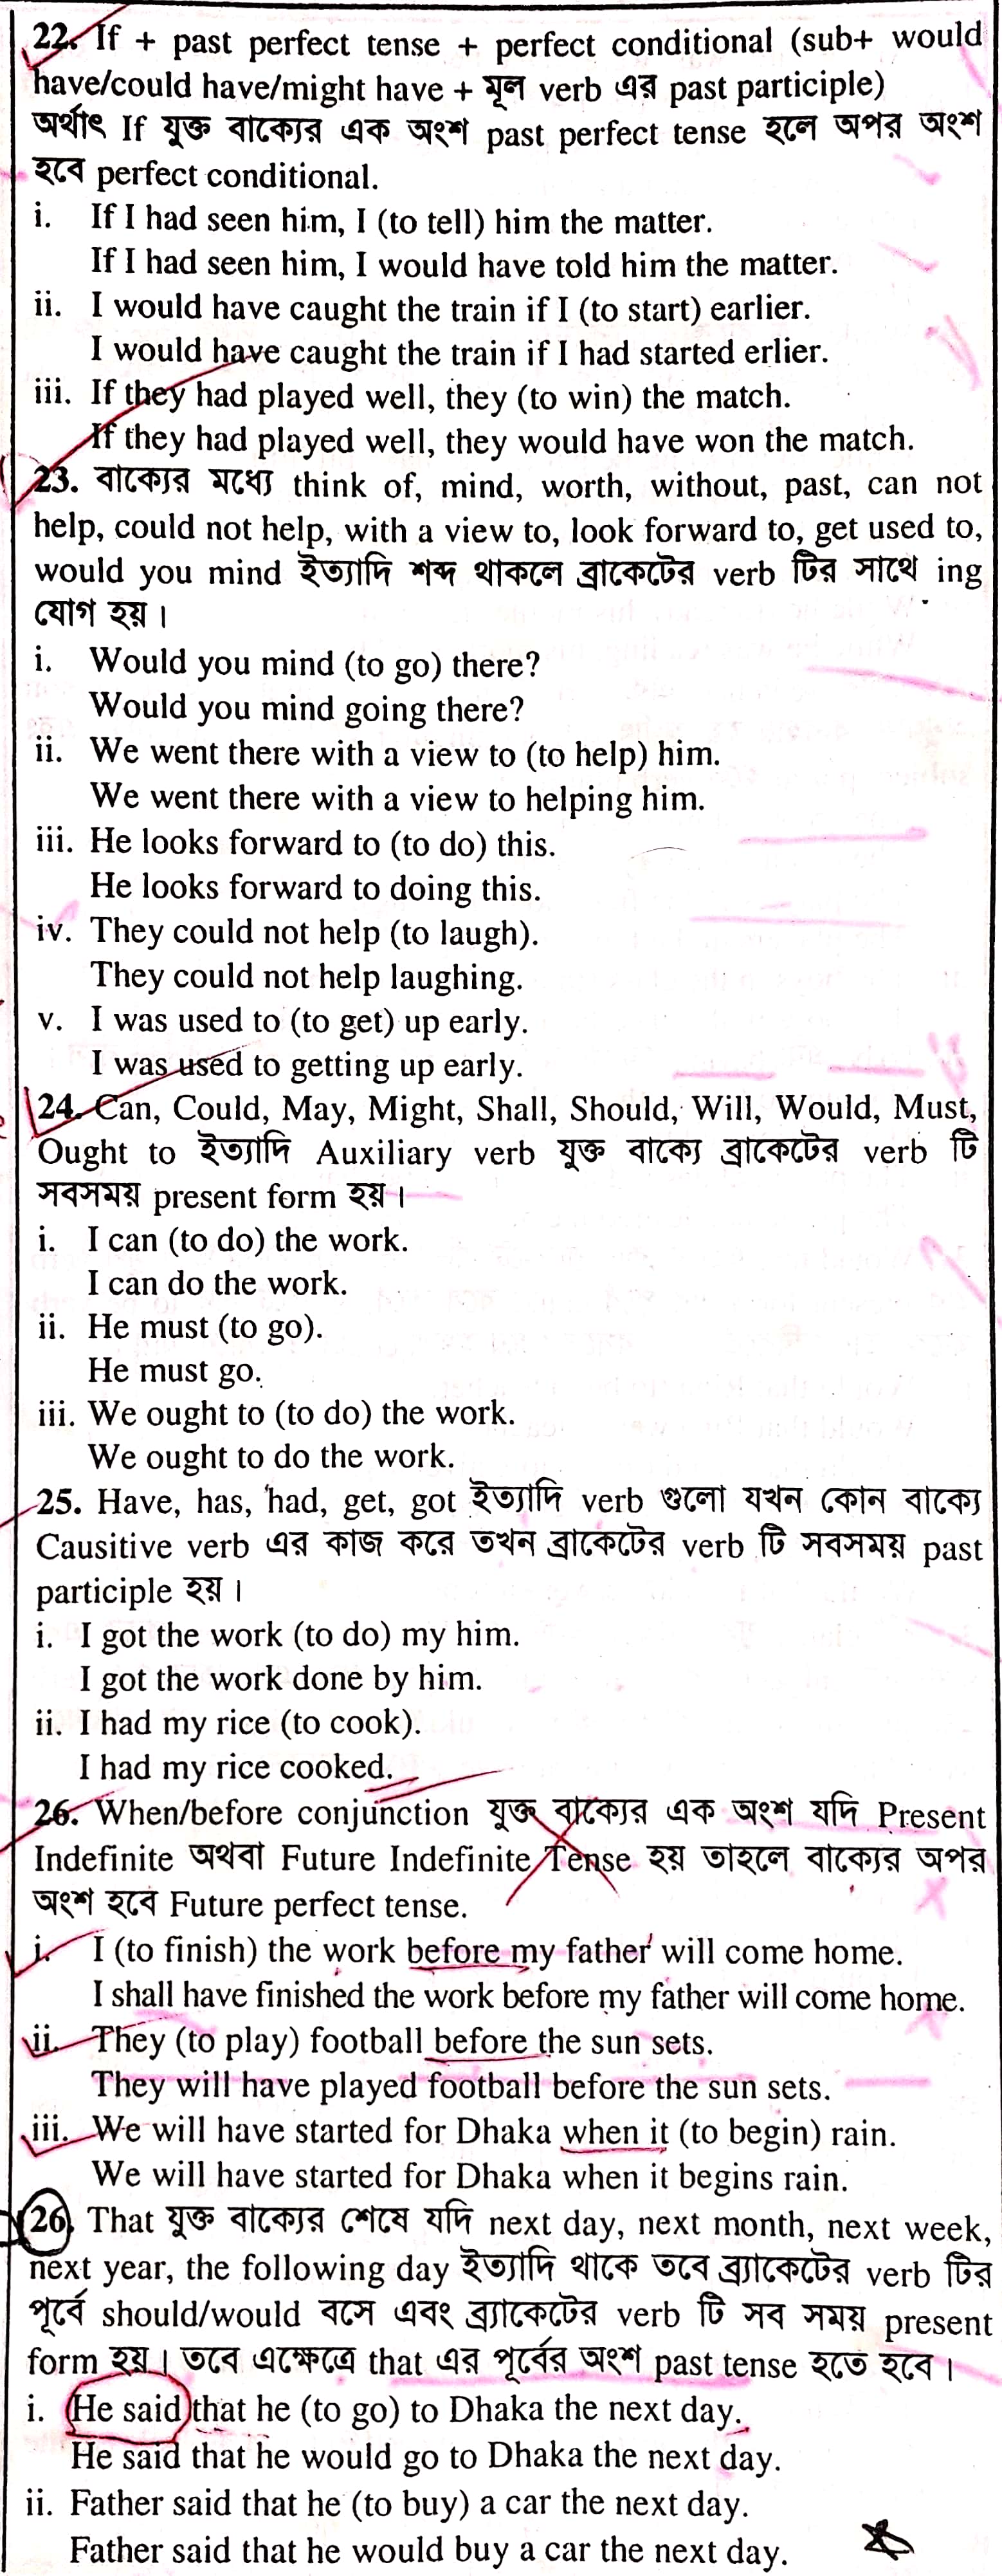 22. If + past perfect tense + perfect conditional (sub+ would
have/could have/might have + মূল verb এর past participle)
অর্থাৎ If যুক্ত বাক্যের এক অংশ past perfect tense হলে অপর অংশ
হবে perfect conditional.
i. If I had seen him, I (to tell) him the matter.
If I had seen him, I would have told him the matter.
ii. I would have caught the train if I (to start) earlier.
I would have caught the train if I had started erlier.
iii. If they had played well, they (to win) the match.
If they had played well, they would have won the match.
23. বাক্যের মধ্যে think of, mind, worth, without, past, can not
help, could not help, with a view to, look forward to, get used to,
would you mind ইত্যাদি শব্দ থাকলে ব্রাকেটের verb টির সাথে ing
যোগ হয়।
i. Would you mind (to go) there?
Would you mind going there?
ii. We went there with a view to (to help) him.
We went there with a view to helping him.
iii. He looks forward to (to do) this.
He looks forward to doing this.
iv. They could not help (to laugh).
They could not help laughing.
v. I was used to (to get) up early.
I was used to getting up early.
24. Can, Could, May, Might, Shall, Should, Will, Would, Must,
Ought to ইত্যাদি Auxiliary verb যুক্ত বাক্যে ব্রাকেটের verb টি
সবসময় present form হয়।
i. I can (to do) the work.
I can do the work.
ii. He must (to go).
He must go.
iii. We ought to (to do) the work.
We ought to do the work.
25. Have, has, had, get, got ইত্যাদি verb গুলো যখন কোন বাক্যে
Causitive verb এর কাজ করে তখন ব্রাকেটের verb টি সবসময় past
participle হয়।
i. I got the work (to do) my him.
I got the work done by him.
ii. I had my rice (to cook).
I had my rice cooked.
26. When/before conjunction যুক্ত বাক্যের এক অংশ যদি Present
Indefinite অথবা Future Indefinite Tense হয় তাহলে বাক্যের অপর
অংশ হবে Future perfect tense.
i. I (to finish) the work before my father will come home.
I shall have finished the work before my father will come home.
ii. They (to play) football before the sun sets.
They will have played football before the sun sets.
iii. We will have started for Dhaka when it (to begin) rain.
We will have started for Dhaka when it begins rain.
26. That যুক্ত বাক্যের শেষে যদি next day, next month, next week,
next year, the following day ইত্যাদি থাকে তবে ব্র্যাকেটের verb টির
পূর্বে should/would বসে এবং ব্র্যাকেটের verb টি সব সময় present
form হয়। তবে এক্ষেত্রে that এর পূর্বের অংশ past tense হতে হবে।
i. He said that he (to go) to Dhaka the next day.
He said that he would go to Dhaka the next day.
ii. Father said that he (to buy) a car the next day.
Father said that he would buy a car the next day.